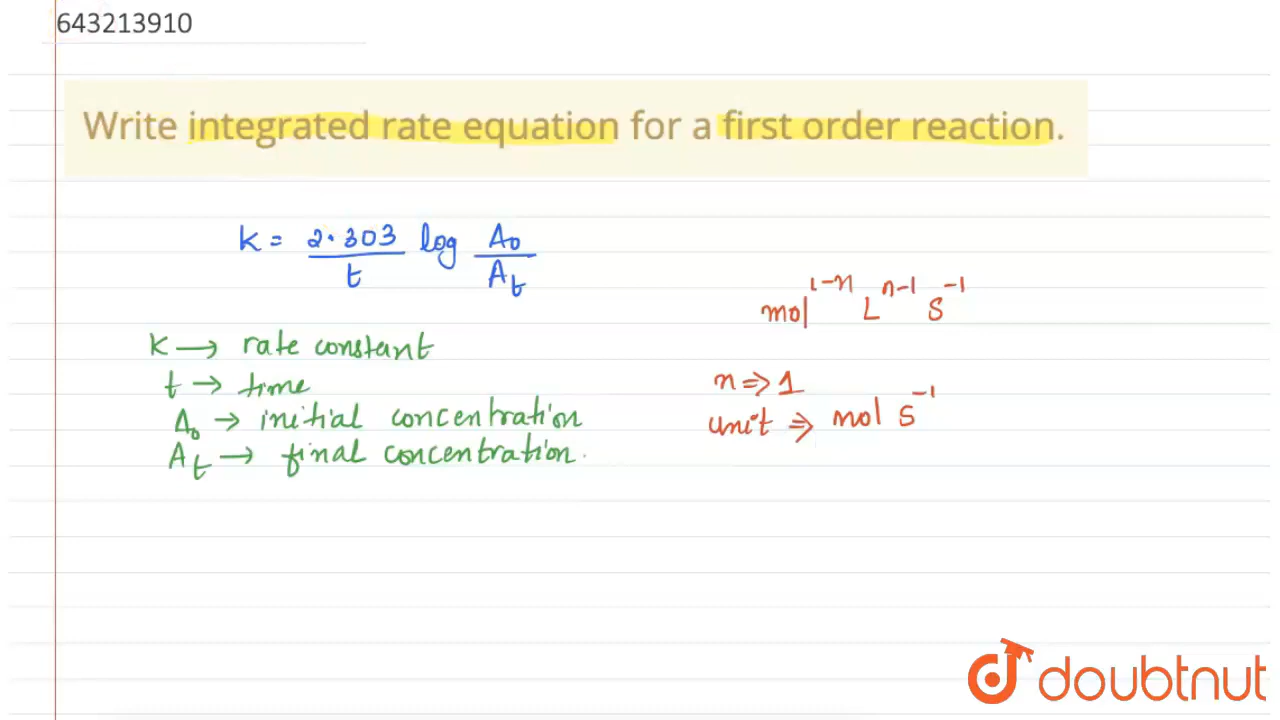 643213910
Write integrated rate equation for a first order reaction.
K = 2.303/t log A₀/Aₜ
K → rate constant
t → time
A₀ → initial concentration
Aₜ → final concentration.
mol¹⁻ⁿ Lⁿ⁻¹ S⁻¹
n ⇒ 1
unit ⇒ mol S⁻¹
doubtnut